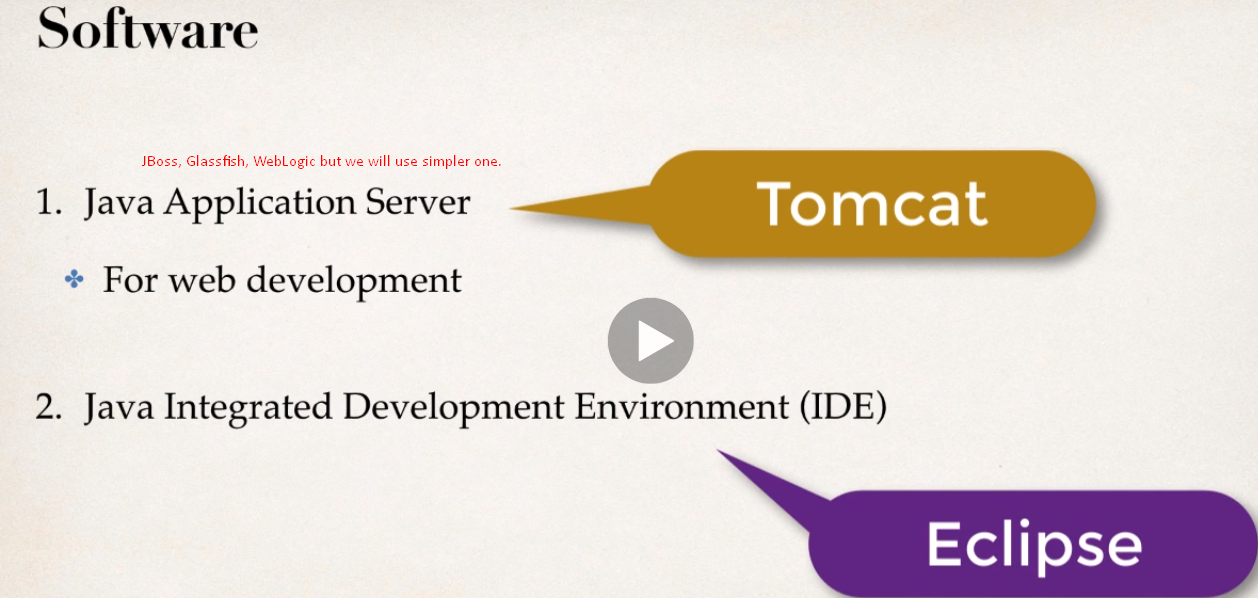 Software
JBoss, Glassfish, WebLogic but we will use simpler one.
1. Java Application Server
Tomcat
For web development
2. Java Integrated Development Environment (IDE)
Eclipse